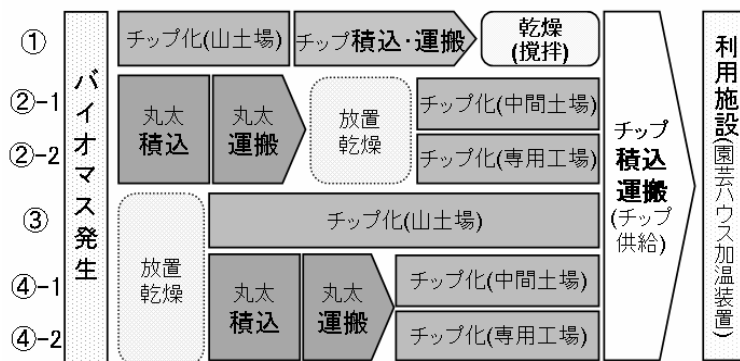 ①
②-1
②-2
③
④-1
④-2
バイオマス発生
チップ化(山土場)
チップ積込・運搬
乾燥
(撹拌)
丸太
積込
丸太
運搬
放置
乾燥
チップ化(中間土場)
チップ化(専用工場)
チップ化(山土場)
放置
乾燥
丸太
積込
丸太
運搬
チップ化(中間土場)
チップ化(専用工場)
チップ
積込
運搬
(チップ
供給)
利用施設(園芸ハウス加温装置)